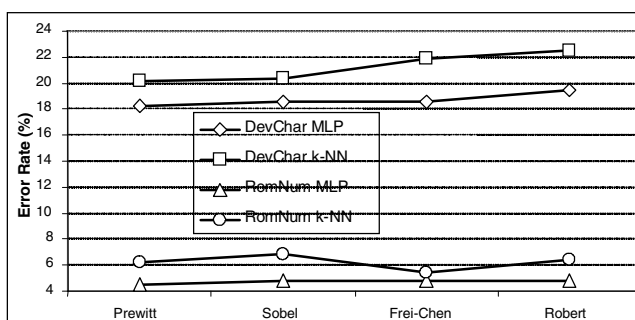 24
22
20
18
16
14
12
10
8
6
4
Error Rate (%)
DevChar MLP
DevChar k-NN
RomNum MLP
RomNum k-NN
Prewitt Sobel Frei-Chen Robert